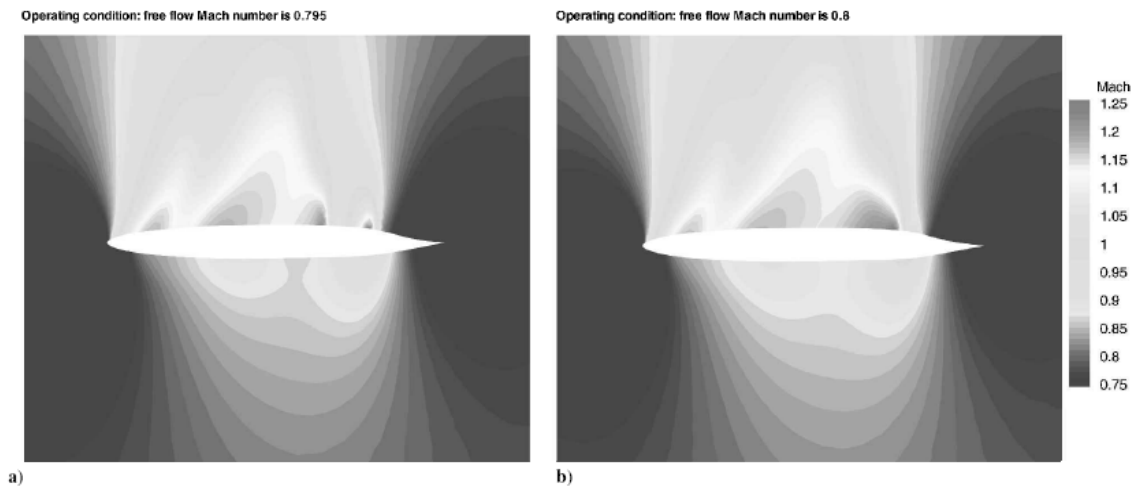 Operating condition: free flow Mach number is 0.795
Operating condition: free flow Mach number is 0.8
Mach
1.25
1.2
1.15
1.1
1.05
1
0.95
0.9
0.85
0.8
0.75
a)
b)